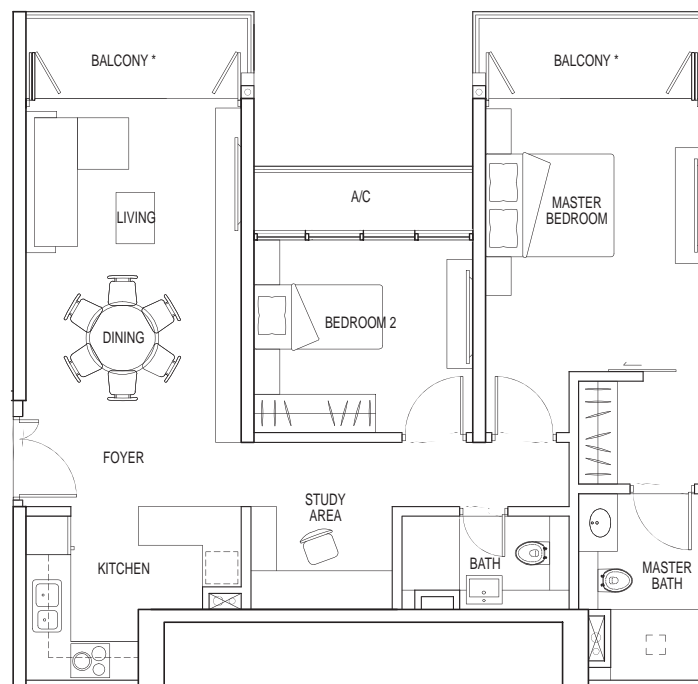 BALCONY *
BALCONY *
A/C
LIVING
MASTER
BEDROOM
BEDROOM 2
DINING
FOYER
STUDY
AREA
KITCHEN
BATH
MASTER
BATH